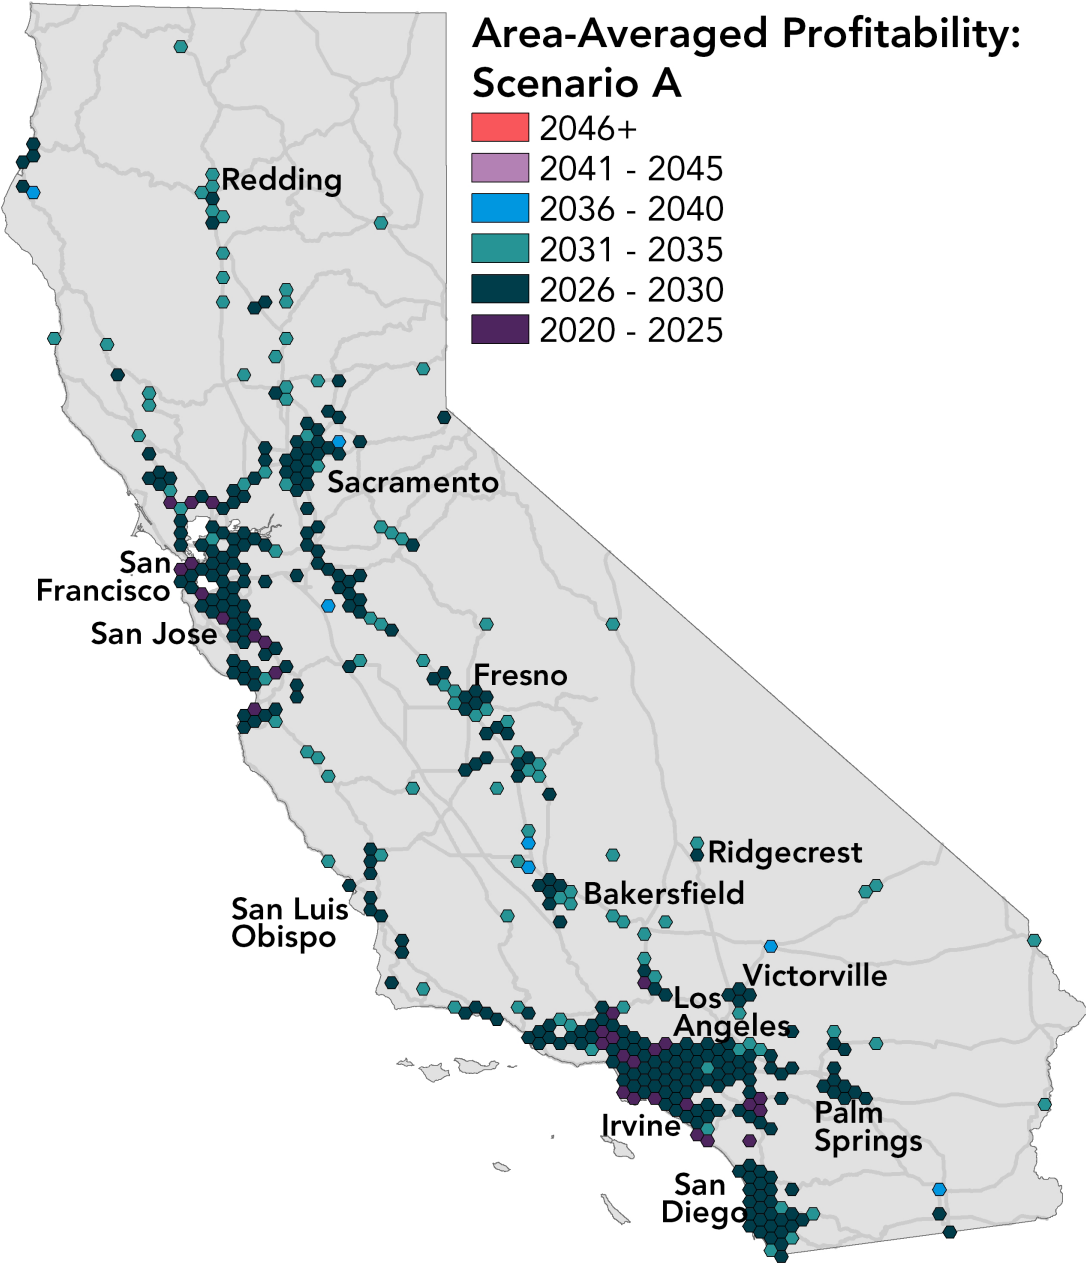 Area-Averaged Profitability:
Scenario A
2046+
2041 - 2045
2036 - 2040
2031 - 2035
2026 - 2030
2020 - 2025
Redding
Sacramento
San
Francisco
San Jose
Fresno
Ridgecrest
Bakersfield
San Luis
Obispo
Victorville
Los
Angeles
Irvine
Palm
Springs
San
Diego